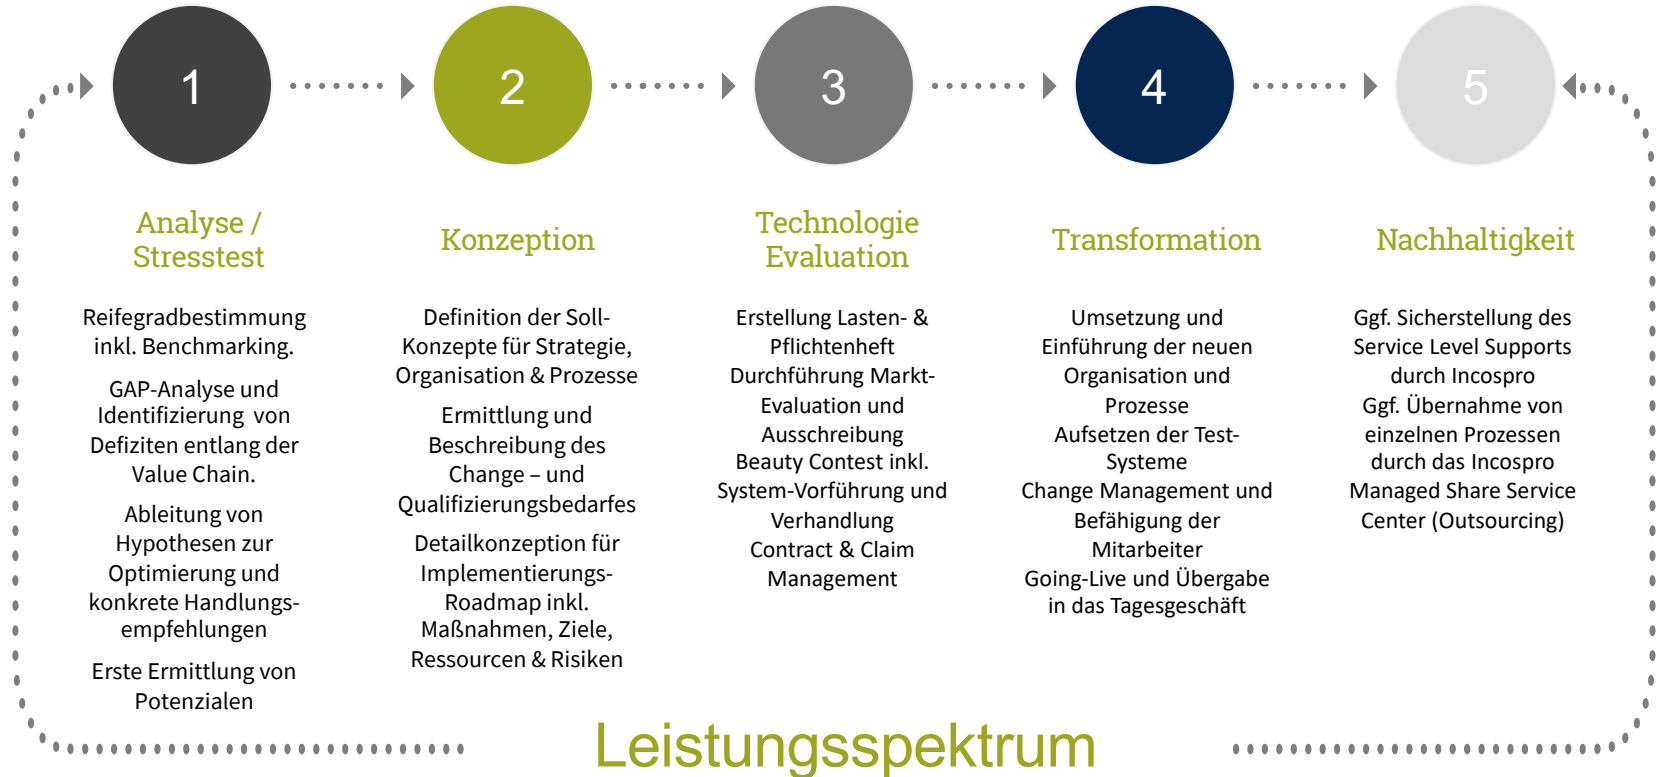 1
2
3
4
5
Analyse /
Stresstest
Reifegradbestimmung
inkl. Benchmarking.
GAP-Analyse und
Identifizierung von
Defiziten entlang der
Value Chain.
Ableitung von
Hypothesen zur
Optimierung und
konkrete Handlungs-
empfehlungen
Erste Ermittlung von
Potenzialen
Konzeption
Definition der Soll-
Konzepte für Strategie,
Organisation & Prozesse
Ermittlung und
Beschreibung des
Change – und
Qualifizierungsbedarfes
Detailkonzeption für
Implementierungs-
Roadmap inkl.
Maßnahmen, Ziele,
Ressourcen & Risiken
Technologie
Evaluation
Erstellung Lasten- &
Pflichtenheft
Durchführung Markt-
Evaluation und
Ausschreibung
Beauty Contest inkl.
System-Vorführung und
Verhandlung
Contract & Claim
Management
Transformation
Umsetzung und
Einführung der neuen
Organisation und
Prozesse
Aufsetzen der Test-
Systeme
Change Management und
Befähigung der
Mitarbeiter
Going-Live und Übergabe
in das Tagesgeschäft
Nachhaltigkeit
Ggf. Sicherstellung des
Service Level Supports
durch Incospro
Ggf. Übernahme von
einzelnen Prozessen
durch das Incospro
Managed Share Service
Center (Outsourcing)
Leistungsspektrum